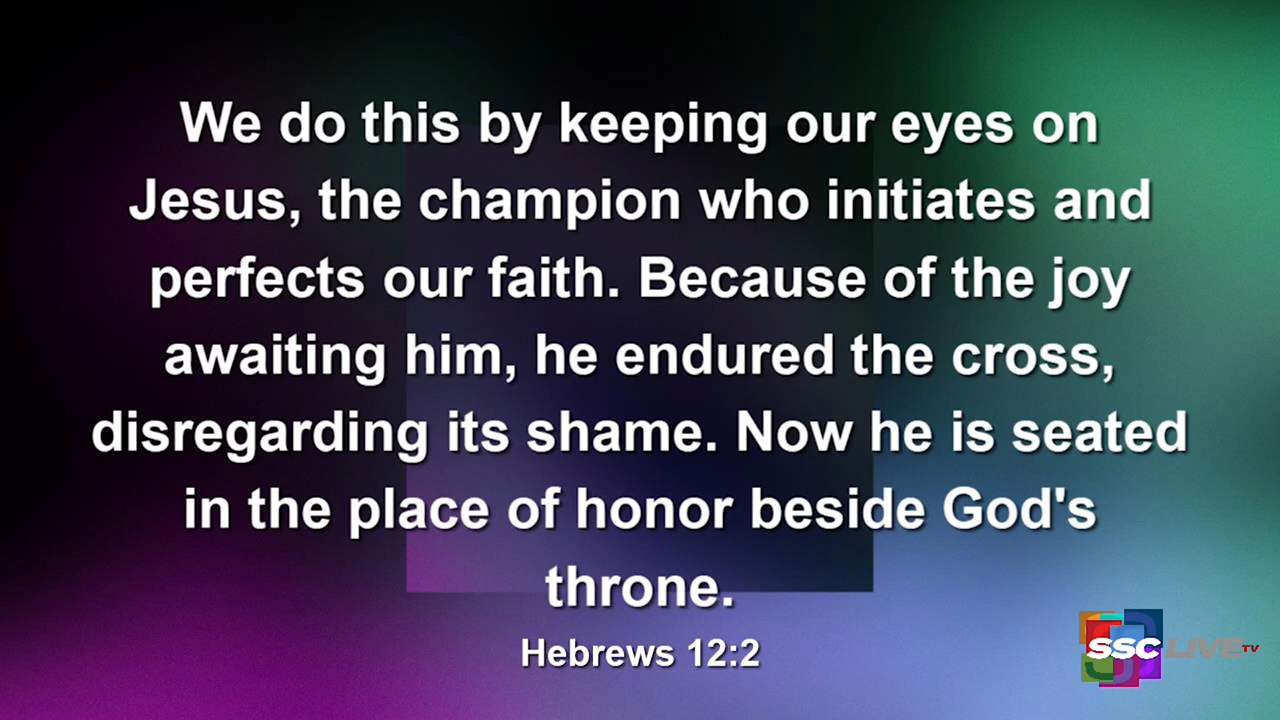 We do this by keeping our eyes on
Jesus, the champion who initiates and
perfects our faith. Because of the joy
awaiting him, he endured the cross,
disregarding its shame. Now he is seated
in the place of honor beside God's
throne.
Hebrews 12:2
SSC LIVE TV